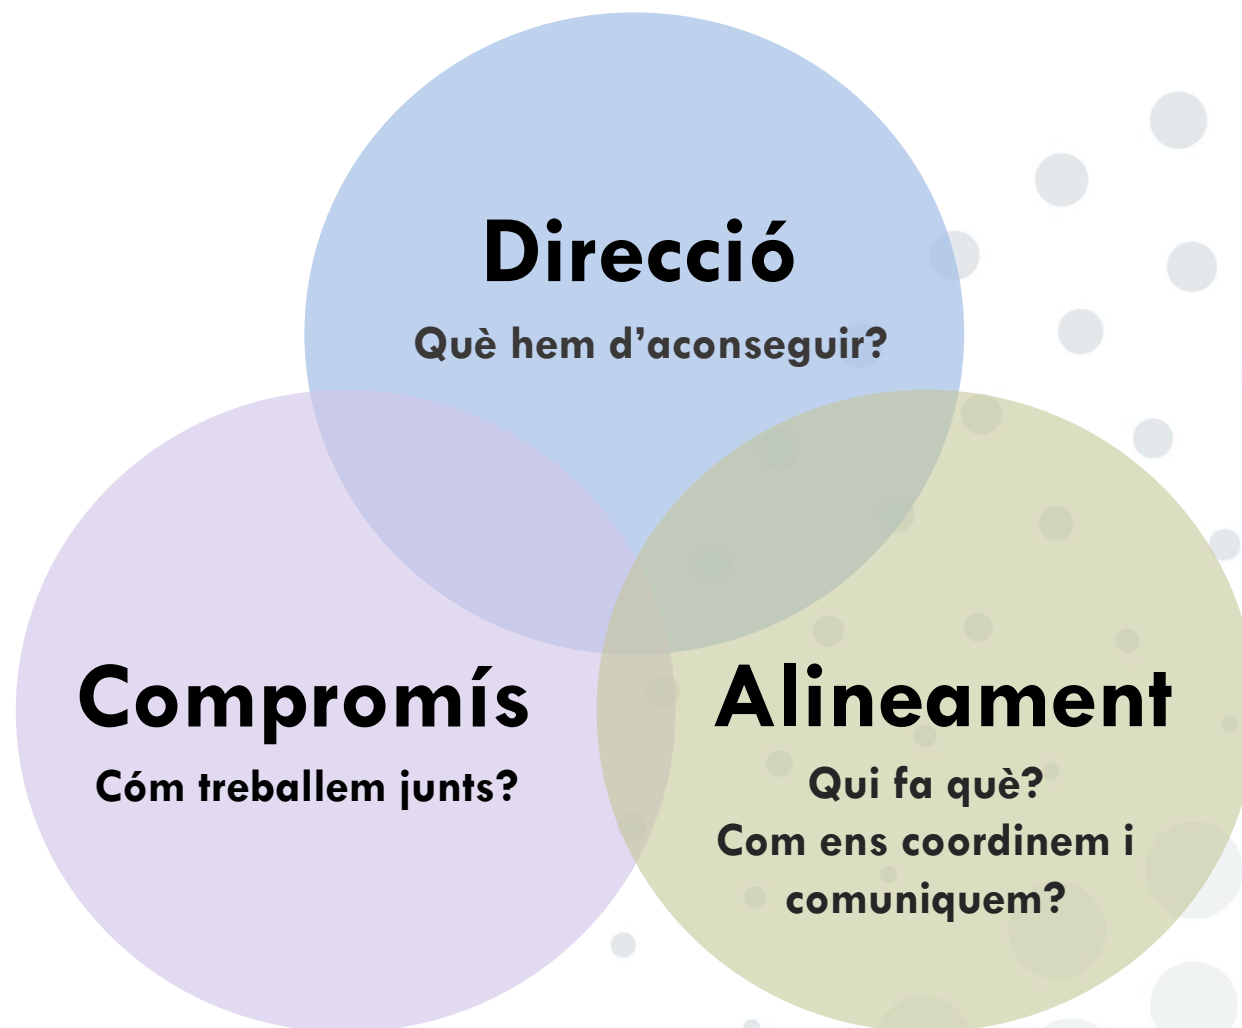 Direcció
Què hem d’aconseguir?
Compromís
Cóm treballem junts?
Alineament
Qui fa què?
Com ens coordinem i
comuniquem?